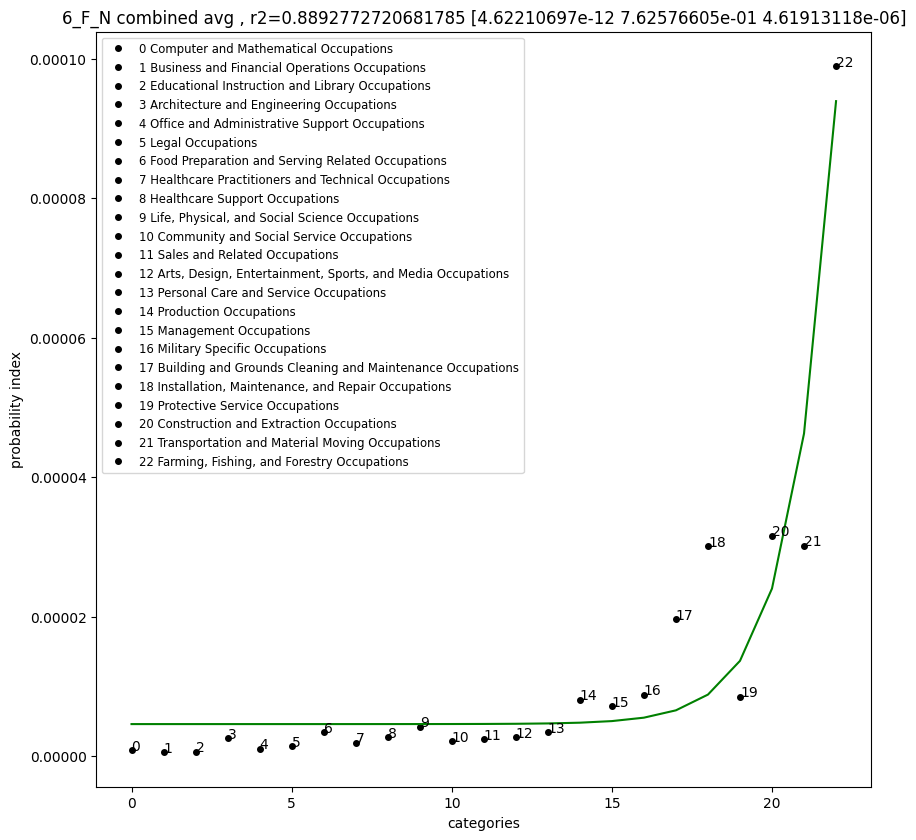 6_F_N combined avg , r2=0.8892772720681785 [4.62210697e-12 7.62576605e-01 4.61913118e-06]
0 Computer and Mathematical Occupations
1 Business and Financial Operations Occupations
2 Educational Instruction and Library Occupations
3 Architecture and Engineering Occupations
4 Office and Administrative Support Occupations
5 Legal Occupations
6 Food Preparation and Serving Related Occupations
7 Healthcare Practitioners and Technical Occupations
8 Healthcare Support Occupations
9 Life, Physical, and Social Science Occupations
10 Community and Social Service Occupations
11 Sales and Related Occupations
12 Arts, Design, Entertainment, Sports, and Media Occupations
13 Personal Care and Service Occupations
14 Production Occupations
15 Management Occupations
16 Military Specific Occupations
17 Building and Grounds Cleaning and Maintenance Occupations
18 Installation, Maintenance, and Repair Occupations
19 Protective Service Occupations
20 Construction and Extraction Occupations
21 Transportation and Material Moving Occupations
22 Farming, Fishing, and Forestry Occupations
probability index
0.00010
0.00008
0.00006
0.00004
0.00002
0.00000
0
1
2
3
4
5
6
7
8
9
10
11
12
13
14
15
16
17
18
19
20
21
22
0
5
10
15
20
categories